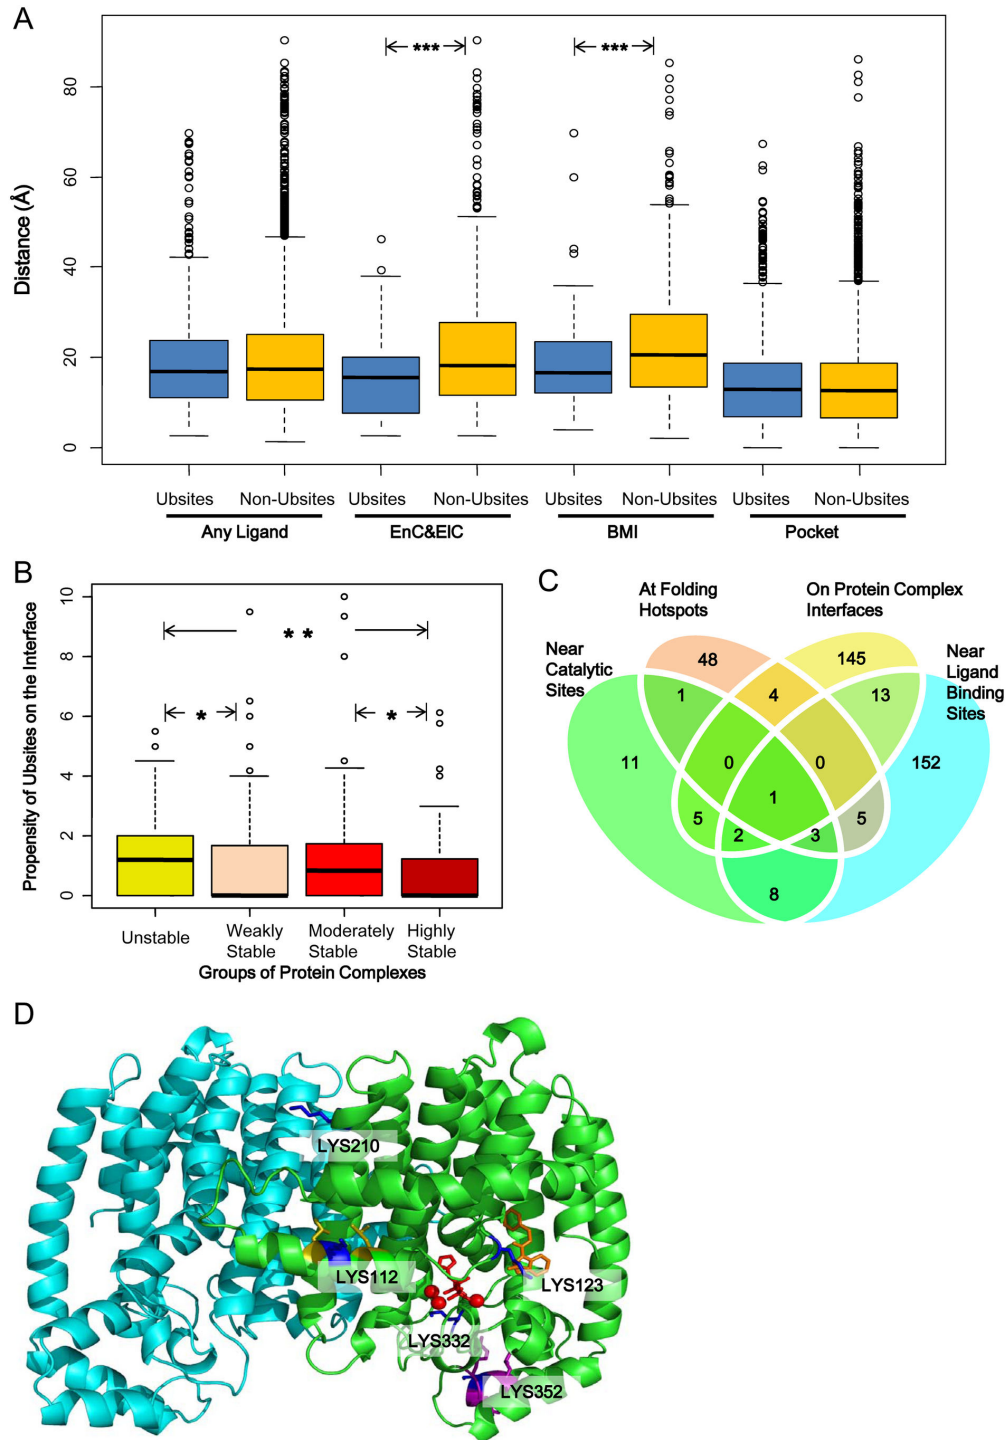 A
Distance (Å)
80
60
40
20
0
***
***
Ubsites Non-Ubsites Ubsites Non-Ubsites Ubsites Non-Ubsites Ubsites Non-Ubsites
Any Ligand EnC&EIC BMI Pocket
B
Propensity of Ubsites on the Interface
10
8
6
4
2
0
**
*
*
Unstable
Weakly
Stable
Moderately
Stable
Highly
Stable
Groups of Protein Complexes
C
At Folding
Hotspots
On Protein Complex
Interfaces
Near
Catalytic
Sites
Near
Ligand
Binding
Sites
48
145
1
4
13
11
0
0
152
1
5
2
3
5
8
D
LYS210
LYS112
LYS123
LYS332
LYS352